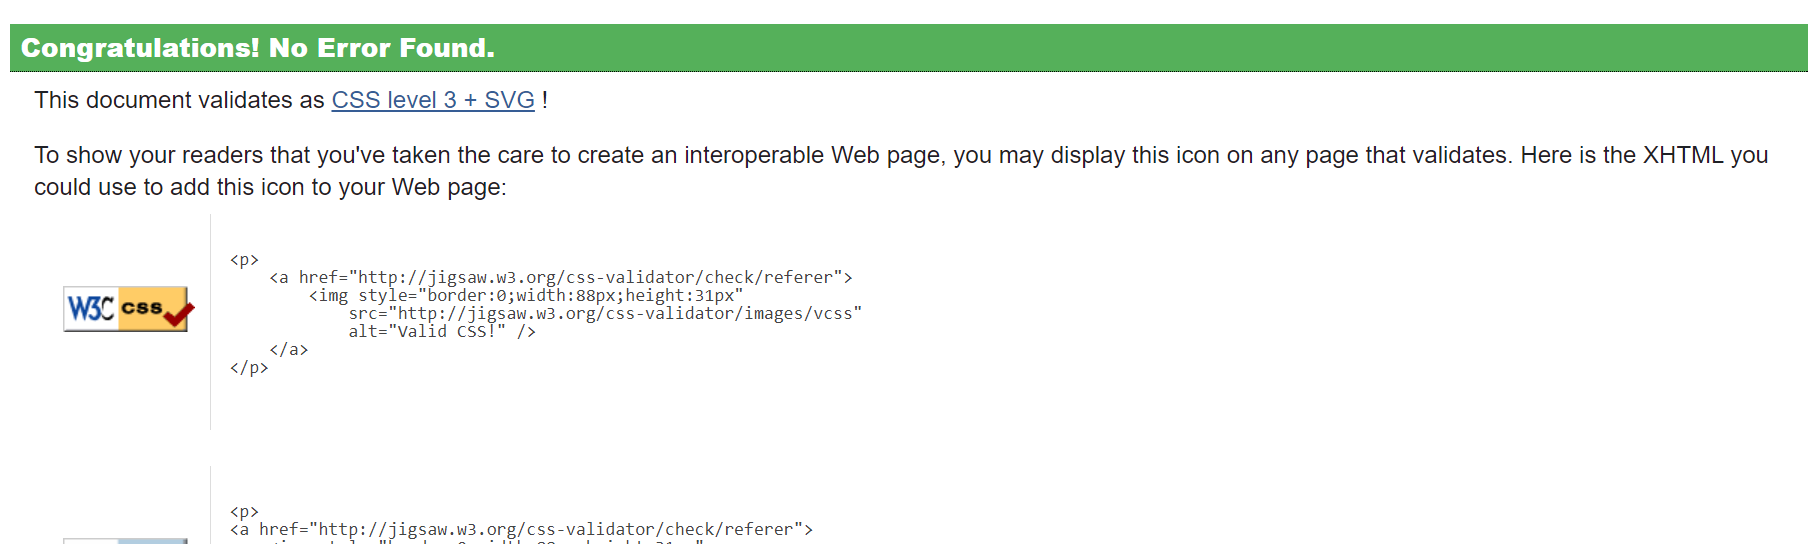 Congratulations! No Error Found.
This document validates as CSS level 3 + SVG !
To show your readers that you've taken the care to create an interoperable Web page, you may display this icon on any page that validates. Here is the XHTML you
could use to add this icon to your Web page:
<p>
<a href="http://jigsaw.w3.org/css-validator/check/referer">
<img style="border:0;width:88px;height:31px"
W3C css
src="http://jigsaw.w3.org/css-validator/images/vcss"
alt="Valid CSS!" />
</a>
</p>
<p>
<a href="http://jigsaw.w3.org/css-validator/check/referer">